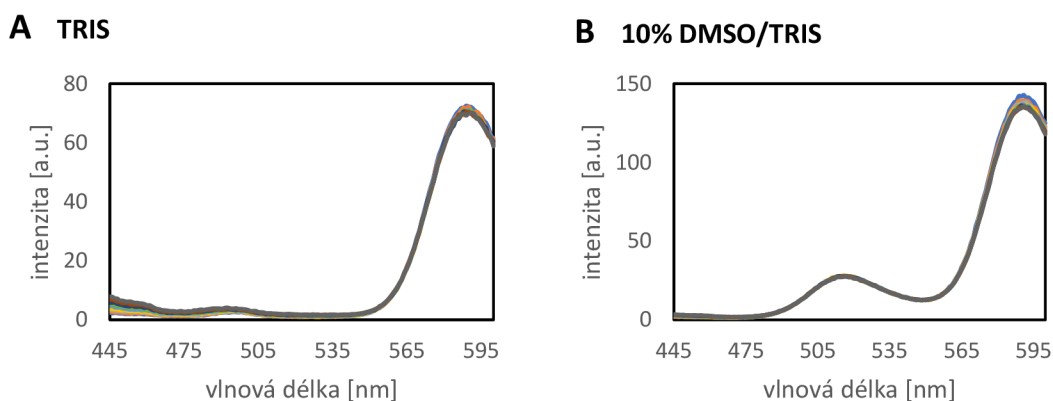 A TRIS
80
60
40
20
0
445 475 505 535 565 595
intenzita [a.u.]
vlnová délka [nm]
B 10% DMSO/TRIS
150
100
50
0
445 475 505 535 565 595
intenzita [a.u.]
vlnová délka [nm]